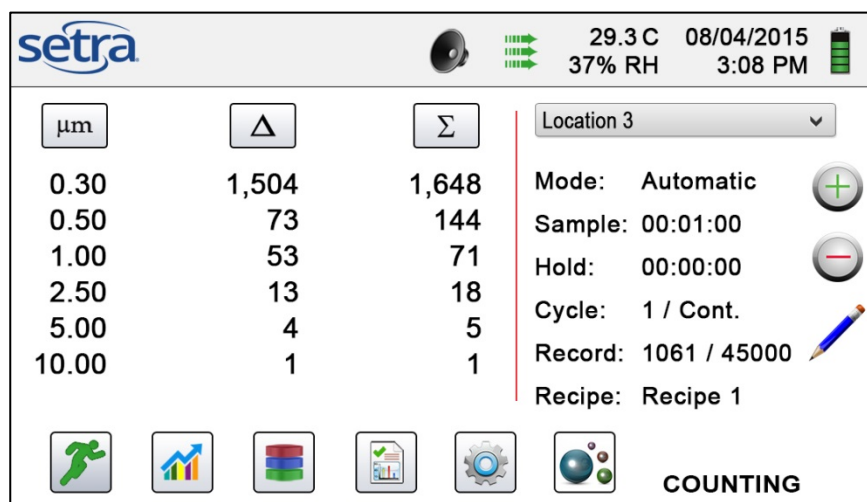 setra
29.3 C 08/04/2015
37% RH 3:08 PM
µm Δ Σ
0.30 1,504 1,648
0.50 73 144
1.00 53 71
2.50 13 18
5.00 4 5
10.00 1 1
Location 3
Mode: Automatic
Sample: 00:01:00
Hold: 00:00:00
Cycle: 1 / Cont.
Record: 1061 / 45000
Recipe: Recipe 1
COUNTING